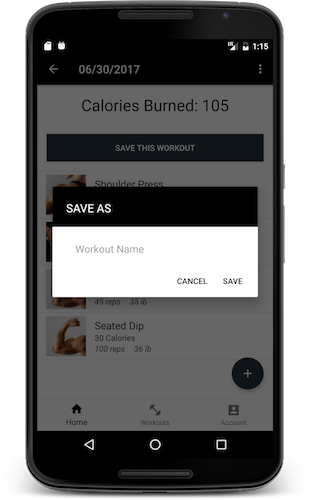 LTE 1:15
06/30/2017
Calories Burned: 105
SAVE THIS WORKOUT
Shoulder Press
SAVE AS
Workout Name
CANCEL SAVE
45 reps 35 lb
Seated Dip
30 Calories
100 reps 36 lb
+
Home Workouts Account